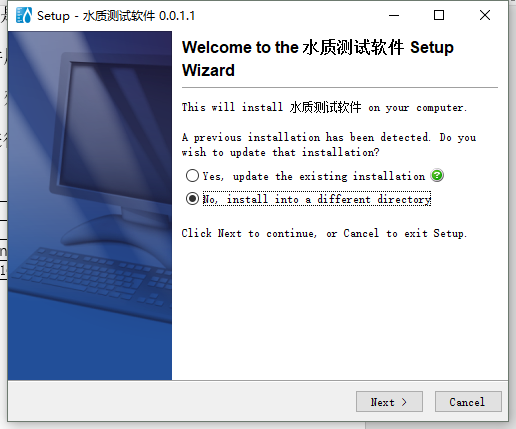 Setup - 水质测试软件 0.0.1.1
Welcome to the 水质测试软件 Setup
Wizard
This will install 水质测试软件 on your computer.
A previous installation has been detected. Do you
wish to update that installation?
Yes, update the existing installation
No, install into a different directory
Click Next to continue, or Cancel to exit Setup.
Next >
Cancel